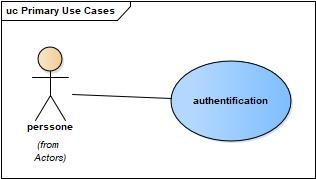 uc Primary Use Cases
authentification
perssone
(from
Actors)